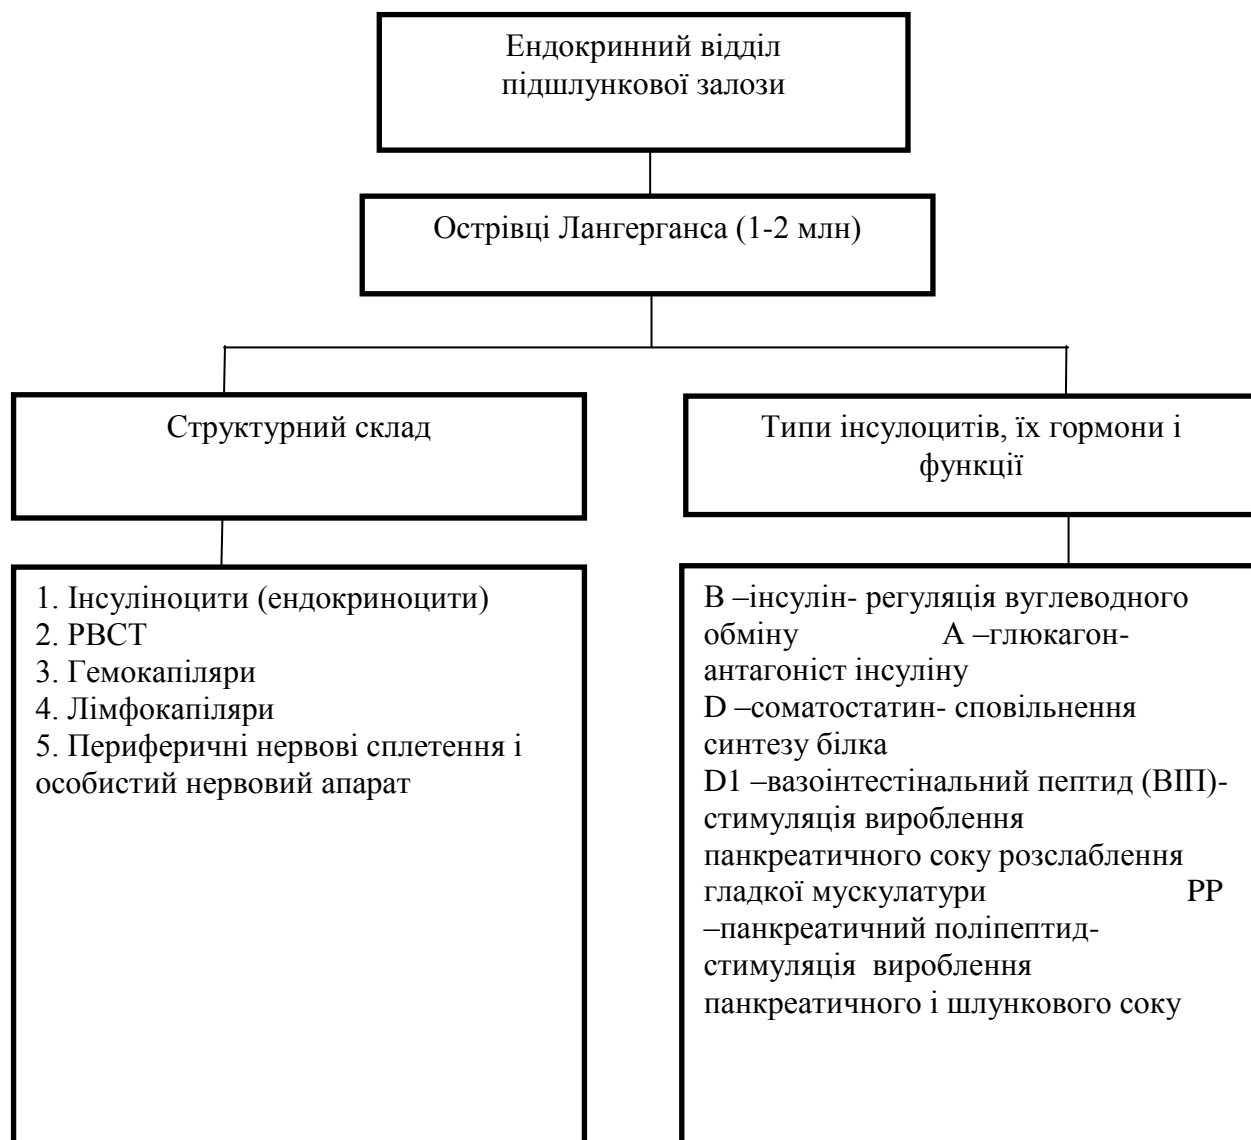 Ендокринний відділ
підшлункової залози
Острівці Лангерганса (1-2 млн)
Структурний склад
Типи інсулоцитів, їх гормони і
функції
1. Інсуліноцити (ендокриноцити)
2. РВСТ
3. Гемокапіляри
4. Лімфокапіляри
5. Периферичні нервові сплетення і
особистий нервовий апарат
В –інсулін- регуляція вуглеводного
обміну А –глюкагон-
антагоніст інсуліну
D –соматостатин- сповільнення
синтезу білка
D1 –вазоінтестінальний пептид (ВІП)-
стимуляція вироблення
панкреатичного соку розслаблення
гладкої мускулатури РР
–панкреатичний поліпептид-
стимуляція вироблення
панкреатичного і шлункового соку